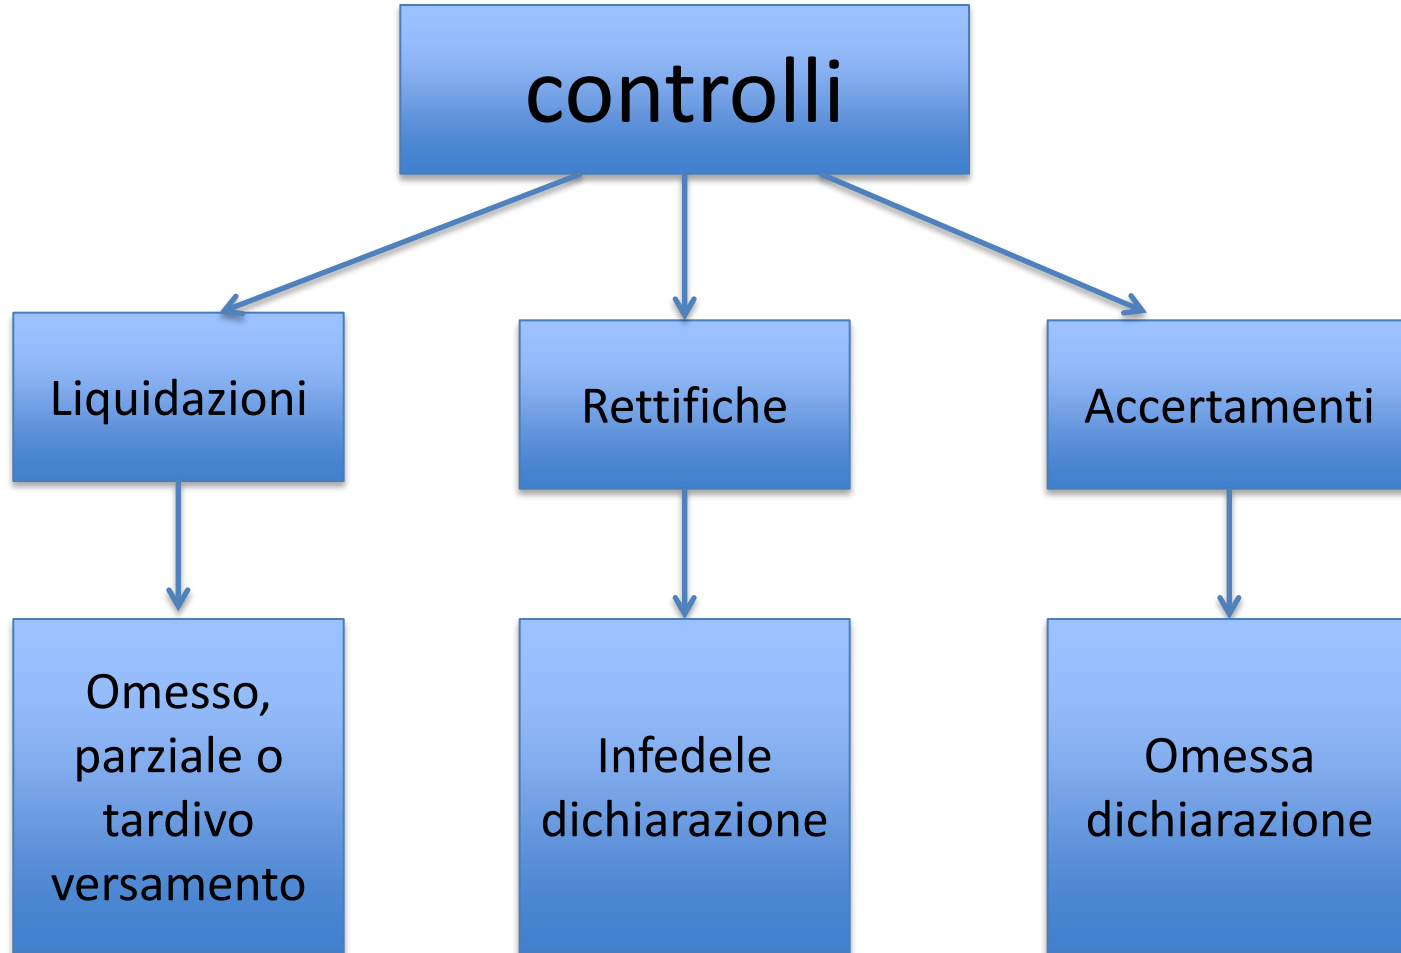 controlli
Liquidazioni
Rettifiche
Accertamenti
Omesso,
parziale o
tardivo
versamento
Infedele
dichiarazione
Omessa
dichiarazione